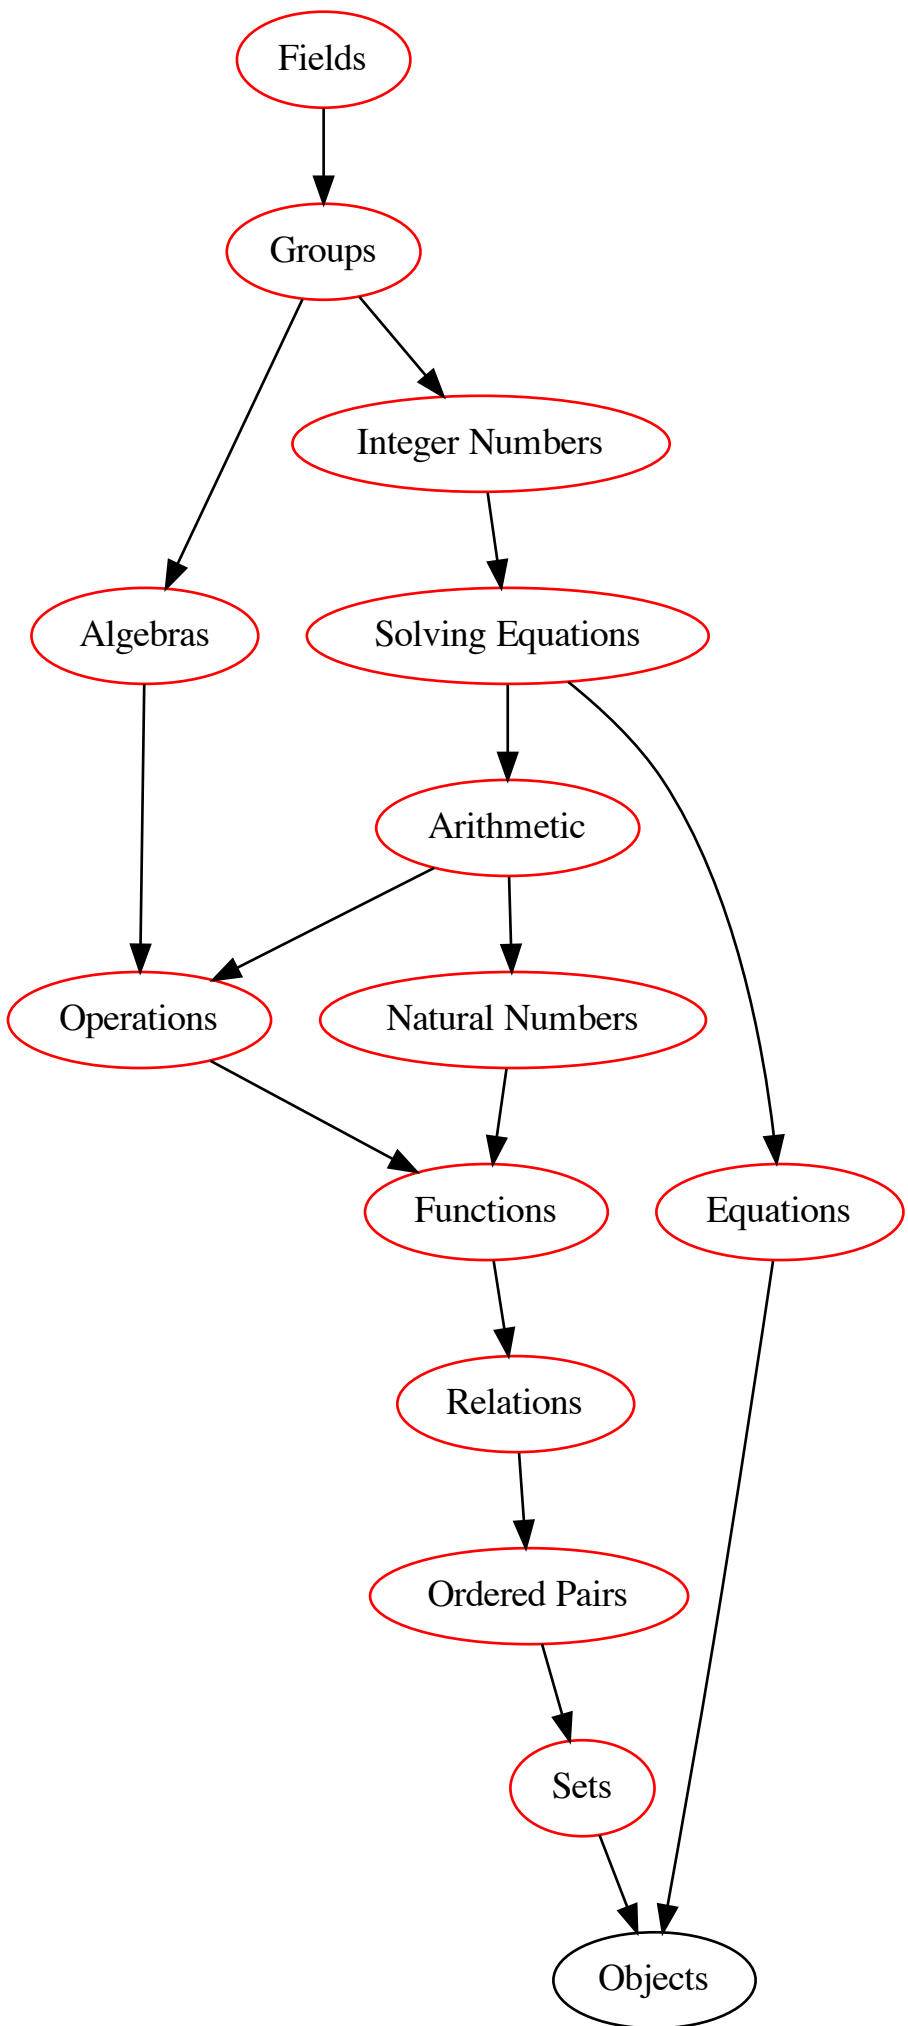 Fields
Groups
Integer Numbers
Algebras
Solving Equations
Arithmetic
Operations
Natural Numbers
Functions
Equations
Relations
Ordered Pairs
Sets
Objects